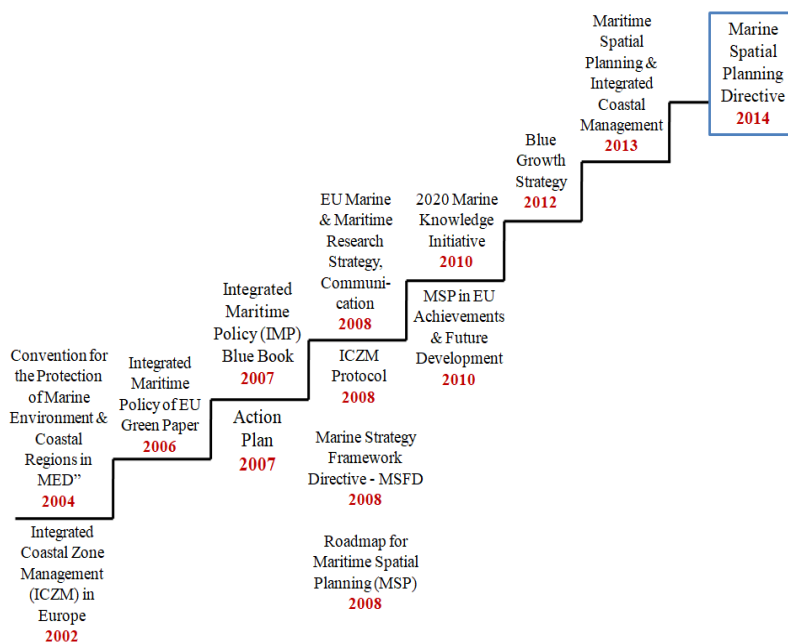 Convention for
the Protection
of Marine
Environment &
Coastal
Regions in
MED”
2004
Integrated
Coastal Zone
Management
(ICZM) in
Europe
2002
Integrated
Maritime
Policy of EU
Green Paper
2006
Integrated
Maritime
Policy (IMP)
Blue Book
2007
Action
Plan
2007
EU Marine
& Maritime
Research
Strategy,
Communi-
cation
2008
ICZM
Protocol
2008
Marine Strategy
Framework
Directive - MSFD
2008
Roadmap for
Maritime Spatial
Planning (MSP)
2008
2020 Marine
Knowledge
Initiative
2010
MSP in EU
Achievements
& Future
Development
2010
Blue
Growth
Strategy
2012
Maritime
Spatial
Planning &
Integrated
Coastal
Management
2013
Marine
Spatial
Planning
Directive
2014